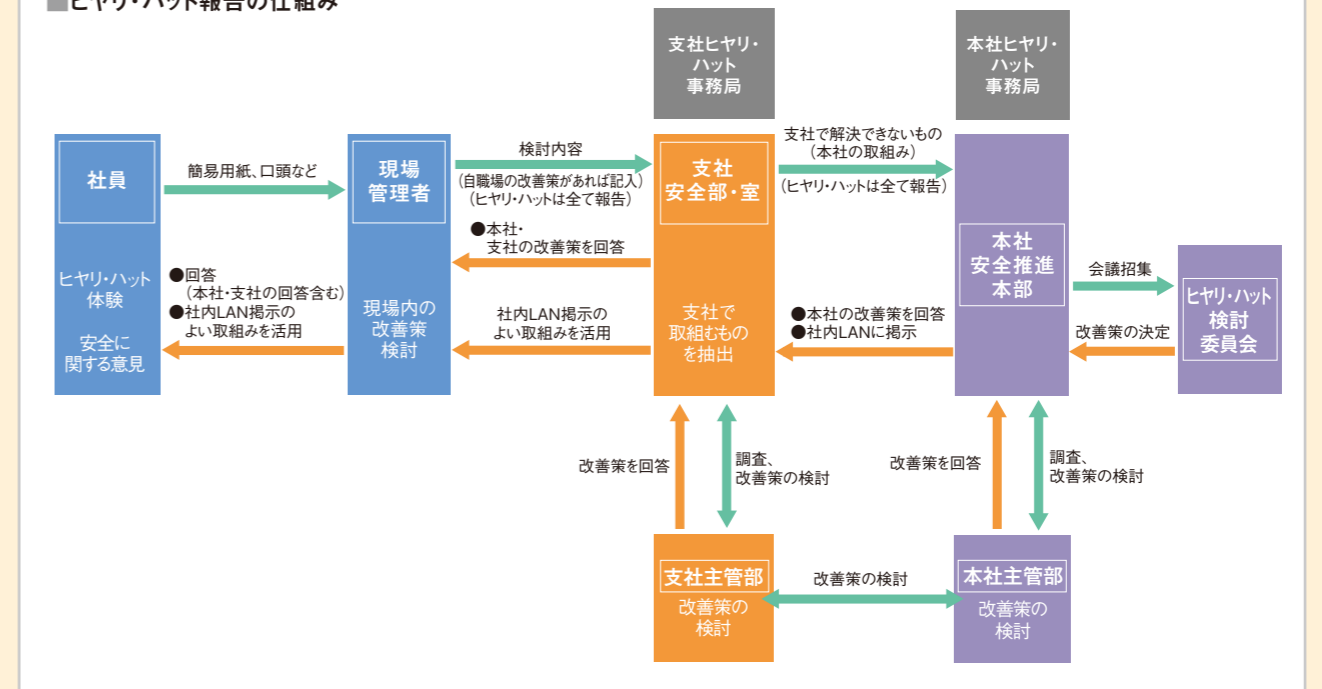 ■ヒヤリ・ハット報告の仕組み
支社ヒヤリ・
ハット
事務局
本社ヒヤリ・
ハット
事務局
社員
ヒヤリ・ハット
体験
安全に
関する意見
簡易用紙、口頭など
●回答
（本社・支社の回答含む）
●社内LAN掲示の
よい取組みを活用
現場
管理者
現場内の
改善策
検討
検討内容
（自職場の改善策があれば記入）
（ヒヤリ・ハットは全て報告）
●本社・
支社の改善策を回答
社内LAN掲示の
よい取組みを活用
支社
安全部・室
支社で
取組むもの
を抽出
支社で解決できないもの
（本社の取組み）
（ヒヤリ・ハットは全て報告）
●本社の改善策を回答
●社内LANに掲示
本社
安全推進
本部
会議招集
改善策の決定
ヒヤリ・ハット
検討
委員会
改善策を回答
調査、
改善策の検討
改善策を回答
調査、
改善策の検討
支社主管部
改善策の
検討
改善策の検討
本社主管部
改善策の
検討